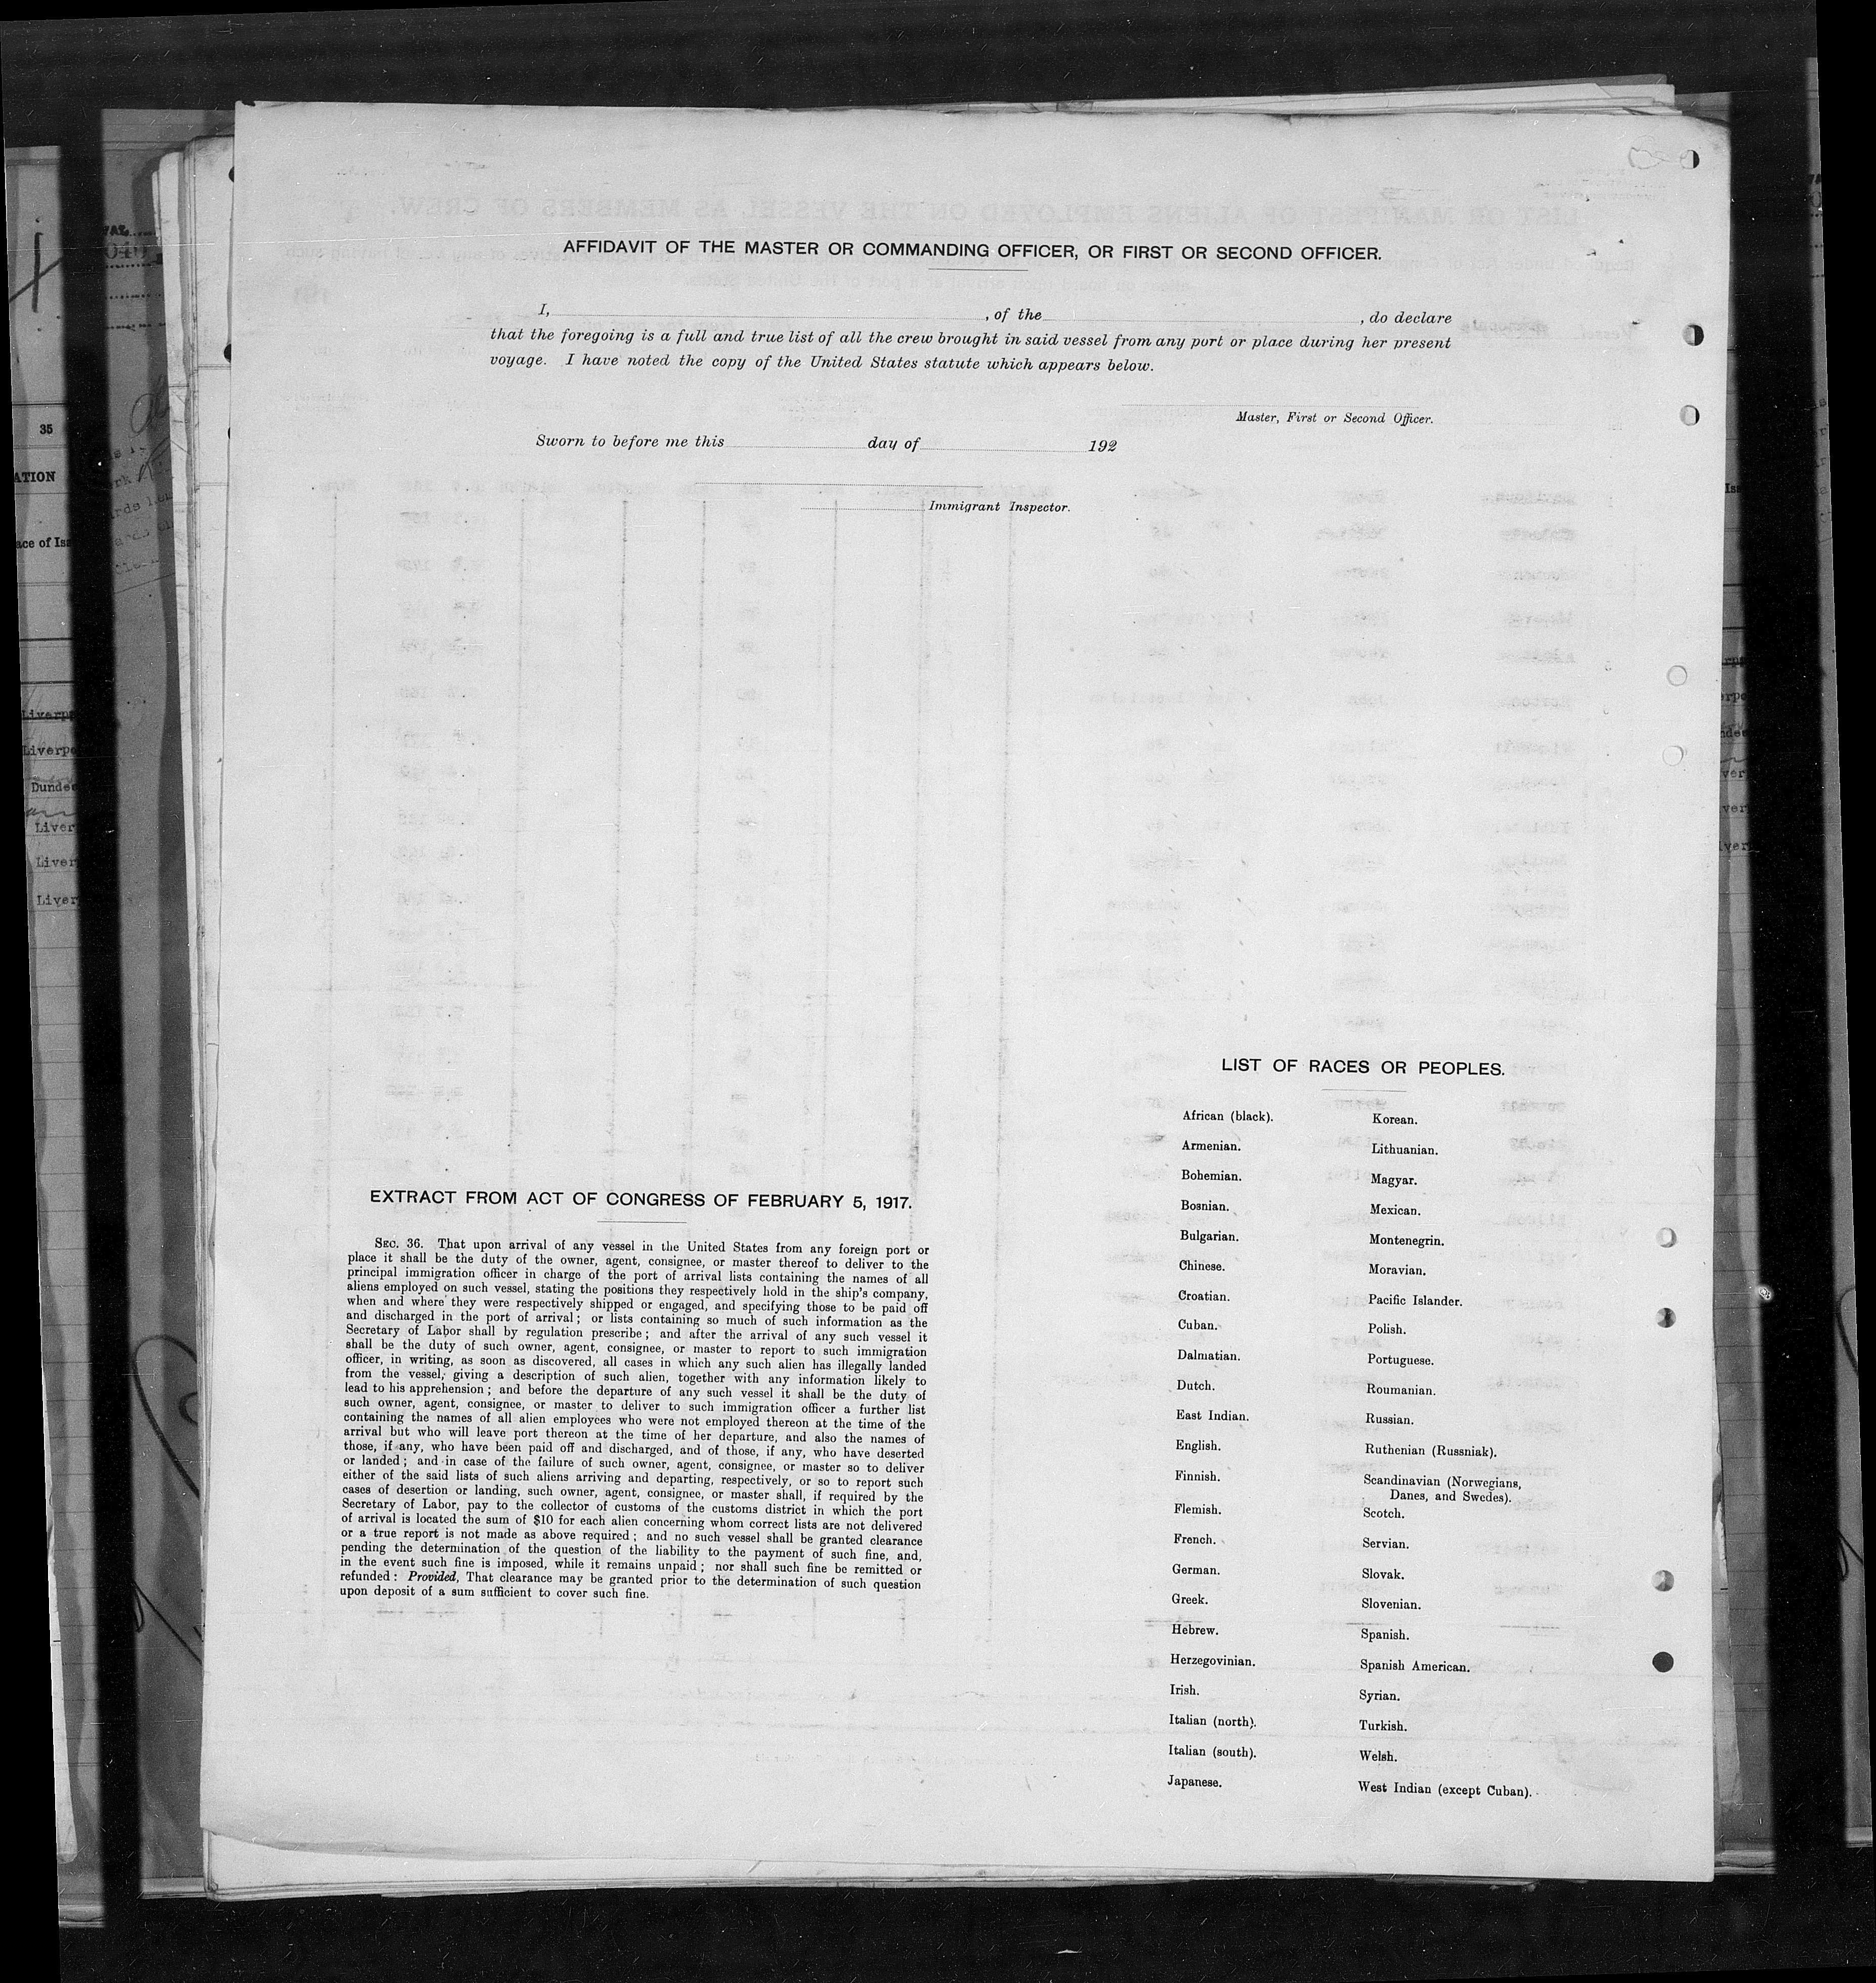 AFFIDAVIT OF THE MASTER OR COMMANDING OFFICER, OR FIRST OR SECOND OFFICER.
I, , of the , do declare
that the foregoing is a full and true list of all the crew brought in said vessel from any port or place during her present
voyage. I have noted the copy of the United States statute which appears below.
Master, First or Second Officer.
Sworn to before me this day of 192
Immigrant Inspector.
EXTRACT FROM ACT OF CONGRESS OF FEBRUARY 5, 1917.
SEC. 36. That upon arrival of any vessel in the United States from any foreign port or
place it shall be the duty of the owner, agent, consignee, or master thereof to deliver to the
principal immigration officer in charge of the port of arrival lists containing the names of all
aliens employed on such vessel, stating the positions they respectively hold in the ship's company,
when and where they were respectively shipped or engaged, and specifying those to be paid off
and discharged in the port of arrival; or lists containing so much of such information as the
Secretary of Labor shall by regulation prescribe; and after the arrival of any such vessel it
shall be the duty of such owner, agent, consignee, or master to report to such immigration
officer, in writing, as soon as discovered, all cases in which any such alien has illegally landed
from the vessel, giving a description of such alien, together with any information likely to
lead to his apprehension; and before the departure of any such vessel it shall be the duty of
such owner, agent, consignee, or master to deliver to such immigration officer a further list
containing the names of all alien employees who were not employed thereon at the time of the
arrival but who will leave port thereon at the time of her departure, and also the names of
those, if any, who have been paid off and discharged, and of those, if any, who have deserted
or landed; and in case of the failure of such owner, agent, consignee, or master so to deliver
either of the said lists of such aliens arriving and departing, respectively, or so to report such
cases of desertion or landing, such owner, agent, consignee, or master shall, if required by the
Secretary of Labor, pay to the collector of customs of the customs district in which the port
of arrival is located the sum of $10 for each alien concerning whom correct lists are not delivered
or a true report is not made as above required; and no such vessel shall be granted clearance
pending the determination of the question of the liability to the payment of such fine, and,
in the event such fine is imposed, while it remains unpaid; nor shall such fine be remitted or
refunded: Provided, That clearance may be granted prior to the determination of such question
upon deposit of a sum sufficient to cover such fine.
LIST OF RACES OR PEOPLES.
African (black).
Armenian.
Bohemian.
Bosnian.
Bulgarian.
Chinese.
Croatian.
Cuban.
Dalmatian.
Dutch.
East Indian.
English.
Finnish.
Flemish.
French.
German.
Greek.
Hebrew.
Herzegovinian.
Irish.
Italian (north).
Italian (south).
Japanese.
Korean.
Lithuanian.
Magyar.
Mexican.
Montenegrin.
Moravian.
Pacific Islander.
Polish.
Portuguese.
Roumanian.
Russian.
Ruthenian (Russniak).
Scandinavian (Norwegians,
Danes, and Swedes).
Scotch.
Servian.
Slovak.
Slovenian.
Spanish.
Spanish American.
Syrian.
Turkish.
Welsh.
West Indian (except Cuban).
35